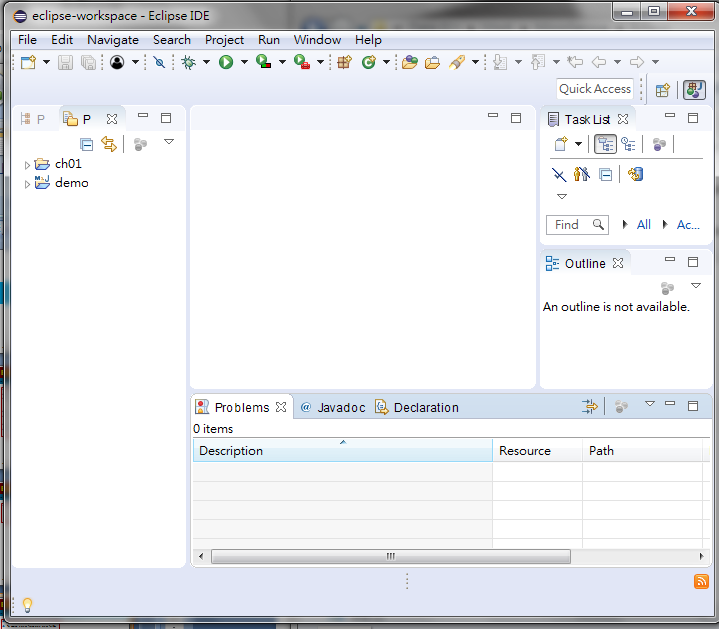 eclipse-workspace - Eclipse IDE
File Edit Navigate Search Project Run Window Help
Quick Access
P P
Task List
ch01
demo
Find All Ac...
Outline
An outline is not available.
Problems @ Javadoc Declaration
0 items
Description Resource Path